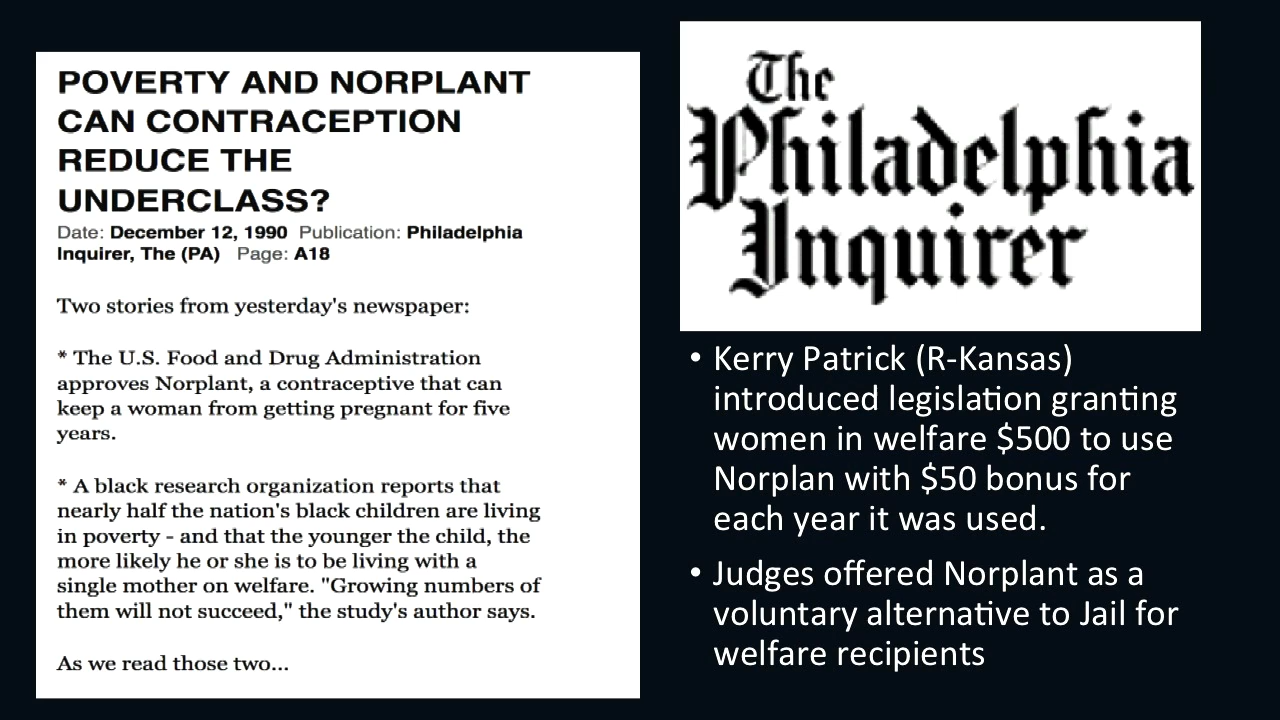 POVERTY AND NORPLANT
CAN CONTRACEPTION
REDUCE THE
UNDERCLASS?
Date: December 12, 1990 Publication: Philadelphia
Inquirer, The (PA) Page: A18
Two stories from yesterday's newspaper:
* The U.S. Food and Drug Administration
approves Norplant, a contraceptive that can
keep a woman from getting pregnant for five
years.
* A black research organization reports that
nearly half the nation's black children are living
in poverty - and that the younger the child, the
more likely he or she is to be living with a
single mother on welfare. "Growing numbers of
them will not succeed," the study's author says.
As we read those two...
The
Philadelphia
Inquirer
• Kerry Patrick (R-Kansas)
introduced legislation granting
women in welfare $500 to use
Norplan with $50 bonus for
each year it was used.
• Judges offered Norplant as a
voluntary alternative to Jail for
welfare recipients